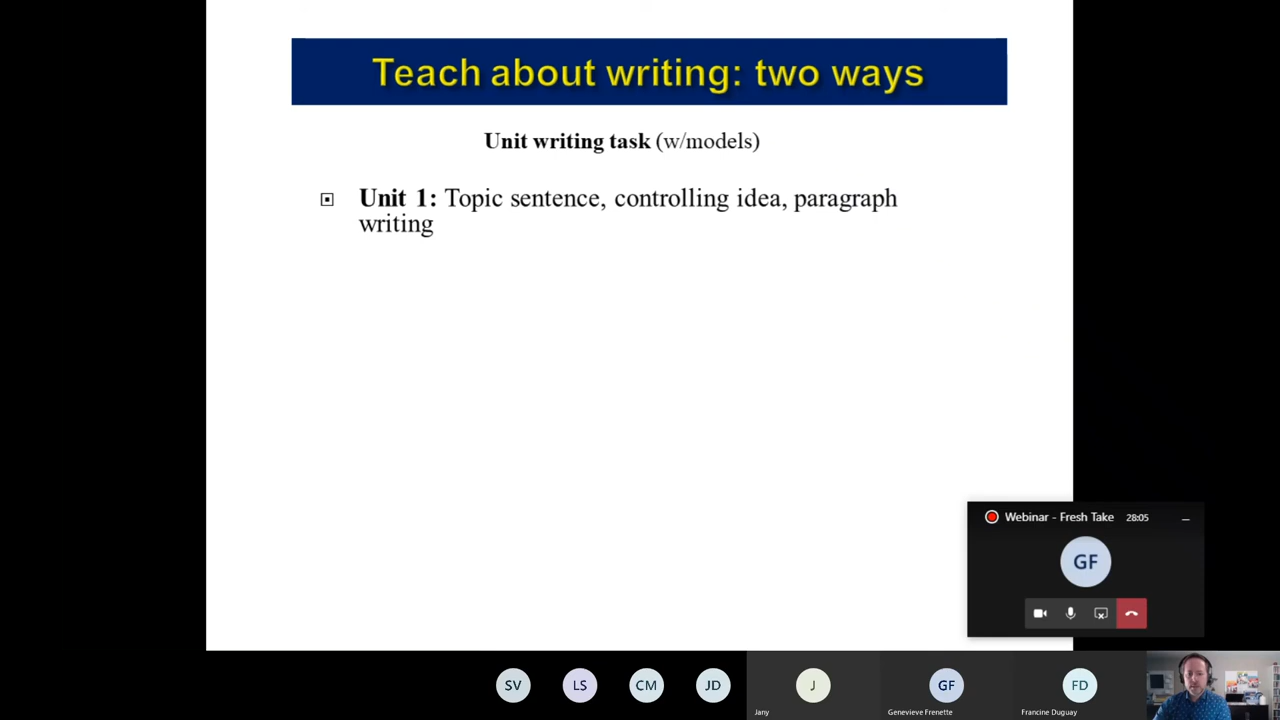 Teach about writing: two ways
Unit writing task (w/models)
Unit 1: Topic sentence, controlling idea, paragraph
writing
Webinar - Fresh Take 28:05
GF
SV LS CM JD J GF FD
Jany Genevieve Frenette Francine Duguay